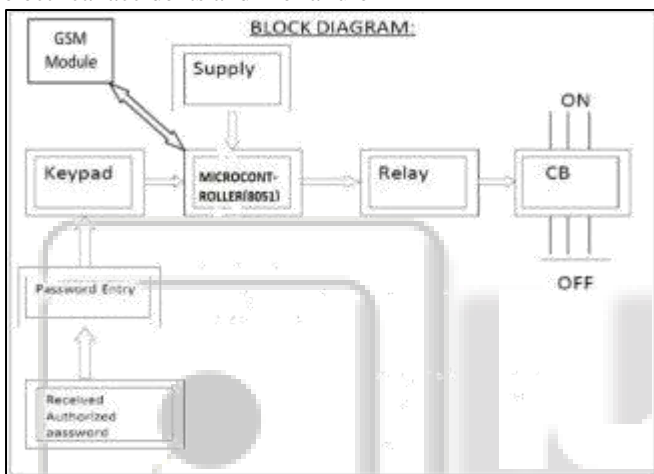 BLOCK DIAGRAM:
GSM
Module
Supply
ON
Keypad
MICROCONT-
ROLLER(8051)
Relay
CB
OFF
Password Entry
Received
Authorized
password